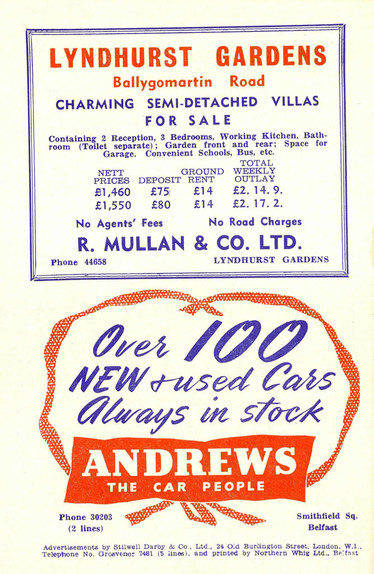 LYNDHURST GARDENS
Ballygomartin Road
CHARMING SEMI-DETACHED VILLAS
FOR SALE
Containing 2 Reception, 3 Bedrooms, Working Kitchen, Bath-
room (Toilet separate); Garden front and rear; Space for
Garage. Convenient Schools, Bus, etc.
NETT PRICES DEPOSIT GROUND RENT TOTAL WEEKLY OUTLAY
£1,460 £75 £14 £2. 14. 9.
£1,550 £80 £14 £2. 17. 2.
No Agents' Fees No Road Charges
R. MULLAN & CO. LTD.
Phone 44658 LYNDHURST GARDENS
Over 100
NEW & used Cars
Always in stock
ANDREWS
THE CAR PEOPLE
Phone 30203 Smithfield Sq.
(2 lines) Belfast
Advertisements by Stilwell Darby & Co., Ltd., 24 Old Burlington Street, London, W.1.,
Telephone No. Grosvenor 7481 (5 lines), and printed by Northern Whig Ltd., Belfast